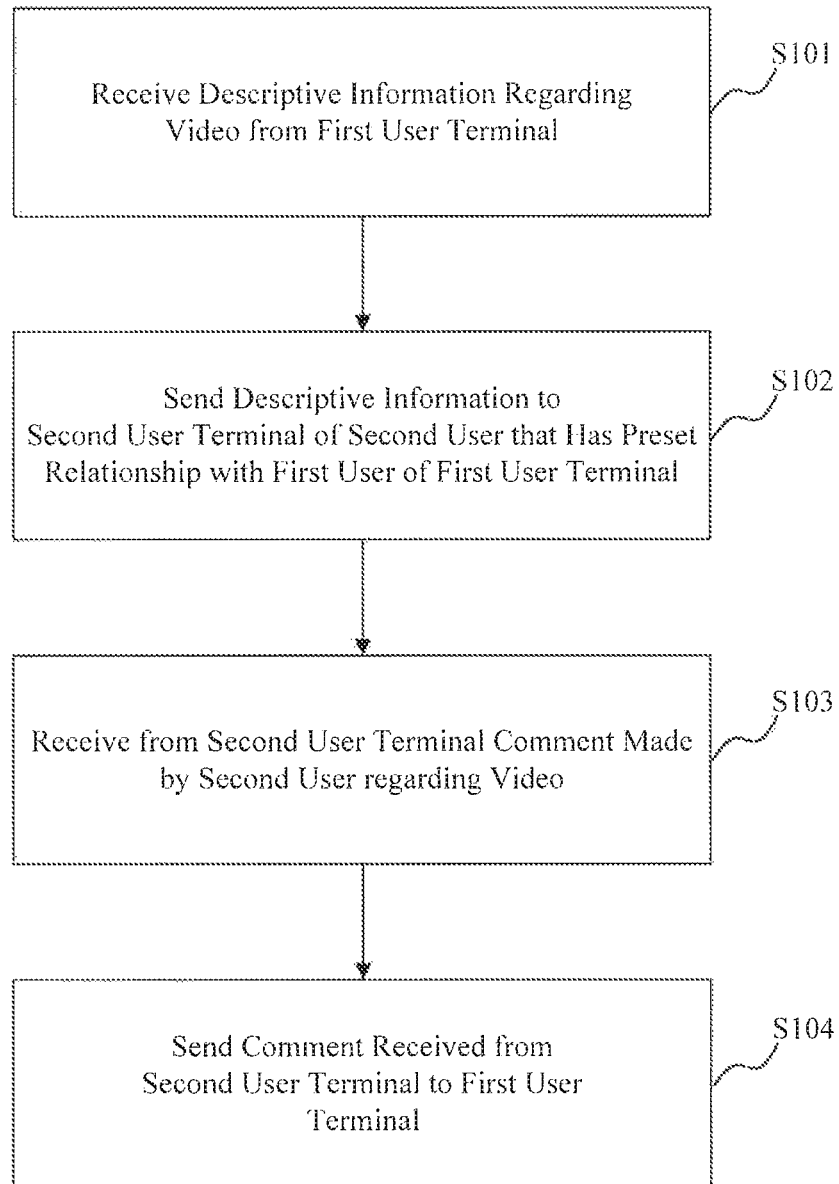 Receive Descriptive Information Regarding
Video from First User Terminal
S101
Send Descriptive Information to
Second User Terminal of Second User that Has Preset
Relationship with First User of First User Terminal
S102
Receive from Second User Terminal Comment Made
by Second User regarding Video
S103
Send Comment Received from
Second User Terminal to First User
Terminal
S104